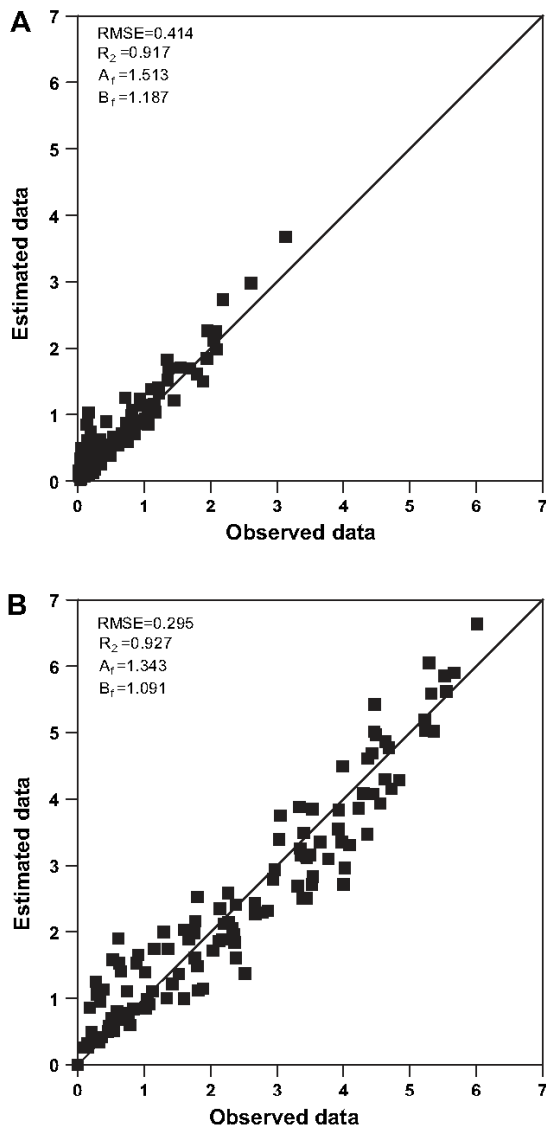 A
RMSE=0.414
R2=0.917
Af=1.513
Bf=1.187
7
6
5
4
3
2
1
0
Estimated data
0 1 2 3 4 5 6 7
Observed data
B
RMSE=0.295
R2=0.927
Af=1.343
Bf=1.091
7
6
5
4
3
2
1
0
Estimated data
0 1 2 3 4 5 6 7
Observed data